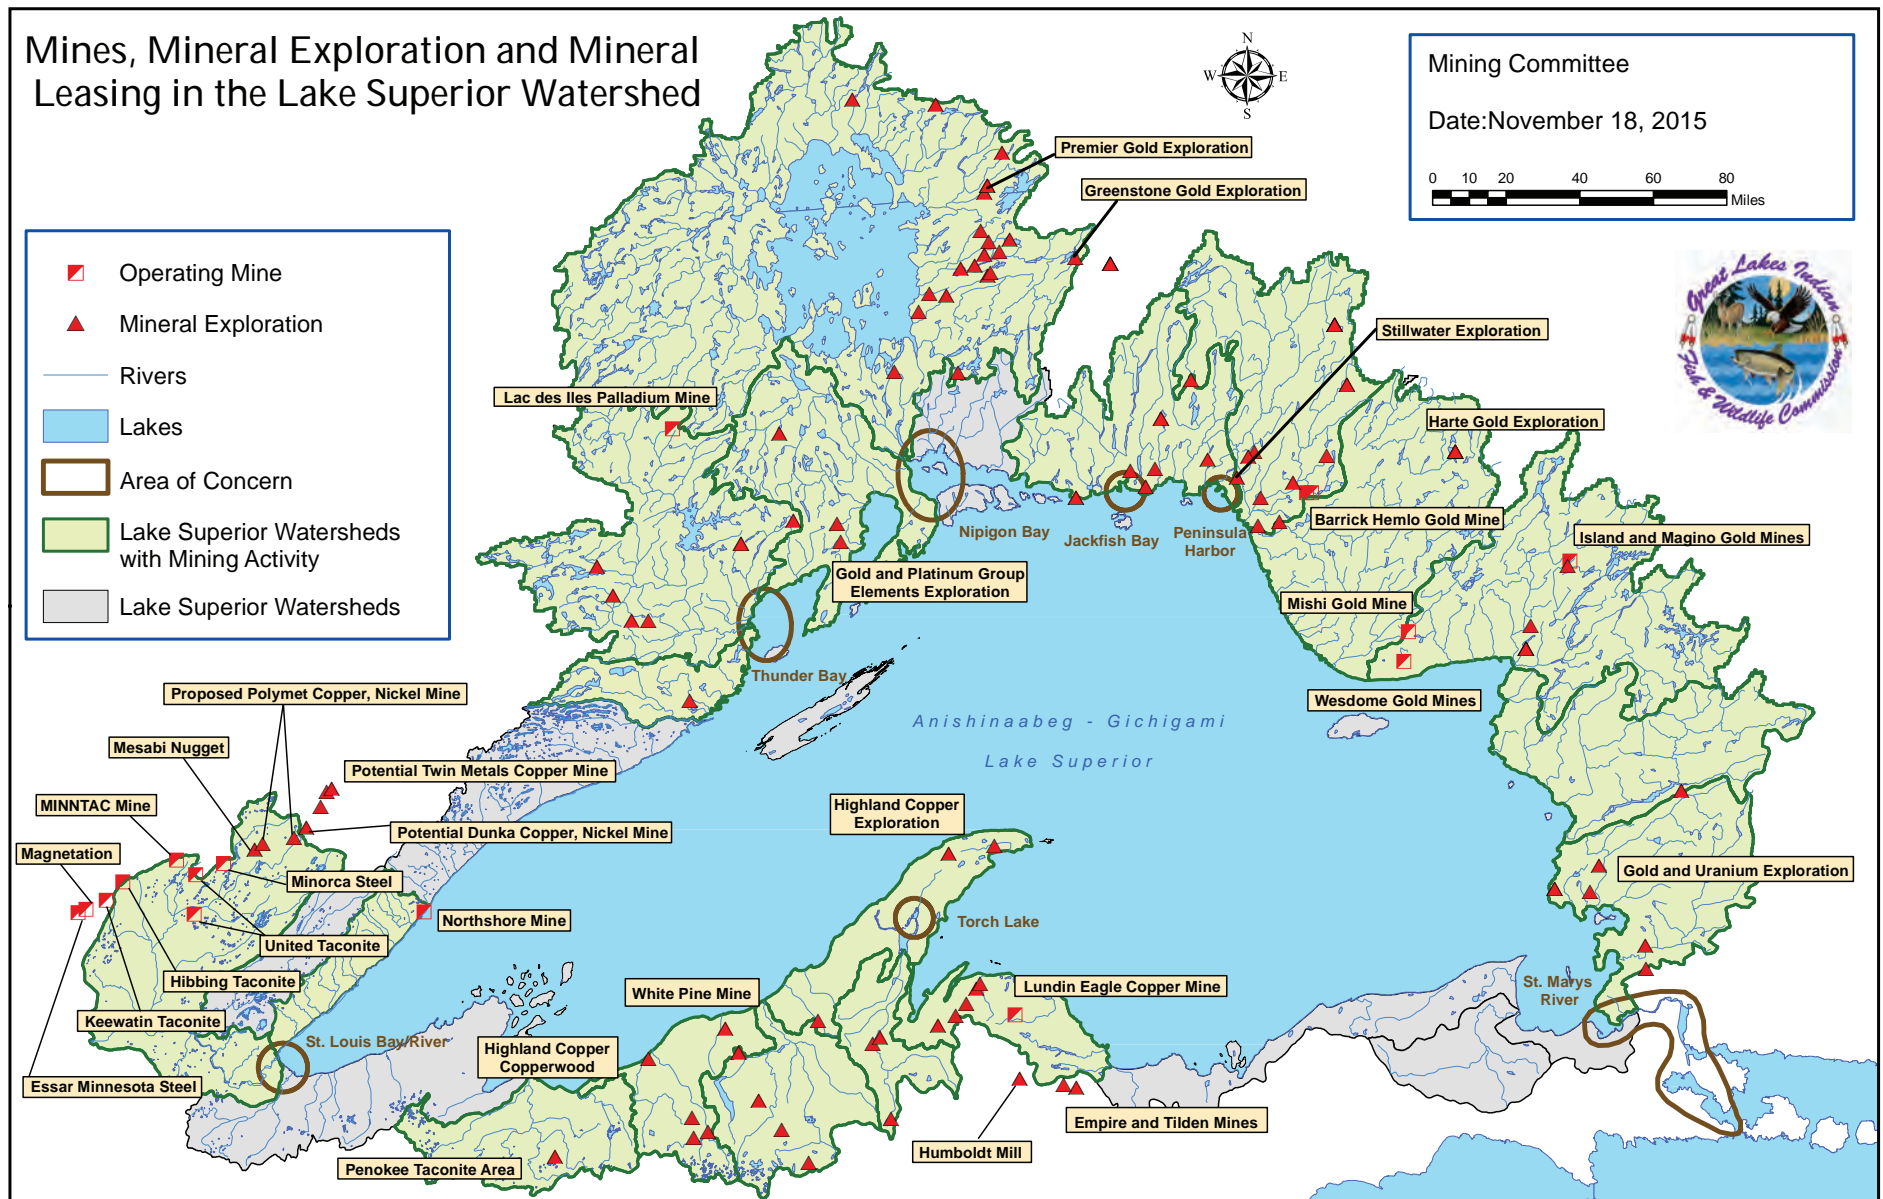 Mines, Mineral Exploration and Mineral
Leasing in the Lake Superior Watershed
N
W
E
S
Mining Committee
Date:November 18, 2015
0 10 20 40 60 80
Miles
Great Lakes Indian
Fish & Wildlife Commission
Operating Mine
Mineral Exploration
Rivers
Lakes
Area of Concern
Lake Superior Watersheds
with Mining Activity
Lake Superior Watersheds
Premier Gold Exploration
Greenstone Gold Exploration
Stillwater Exploration
Lac des Iles Palladium Mine
Harte Gold Exploration
Barrick Hemlo Gold Mine
Island and Magino Gold Mines
Nipigon Bay
Jackfish Bay
Peninsula
Harbor
Gold and Platinum Group
Elements Exploration
Mishi Gold Mine
Thunder Bay
Wesdome Gold Mines
Anishinaabeg - Gichigami
Lake Superior
Proposed Polymet Copper, Nickel Mine
Mesabi Nugget
Potential Twin Metals Copper Mine
MINNTAC Mine
Potential Dunka Copper, Nickel Mine
Highland Copper
Exploration
Magnetation
Minorca Steel
Gold and Uranium Exploration
Northshore Mine
Torch Lake
United Taconite
Hibbing Taconite
White Pine Mine
Lundin Eagle Copper Mine
St. Marys
River
Keewatin Taconite
St. Louis Bay/River
Highland Copper
Copperwood
Essar Minnesota Steel
Empire and Tilden Mines
Humboldt Mill
Penokee Taconite Area